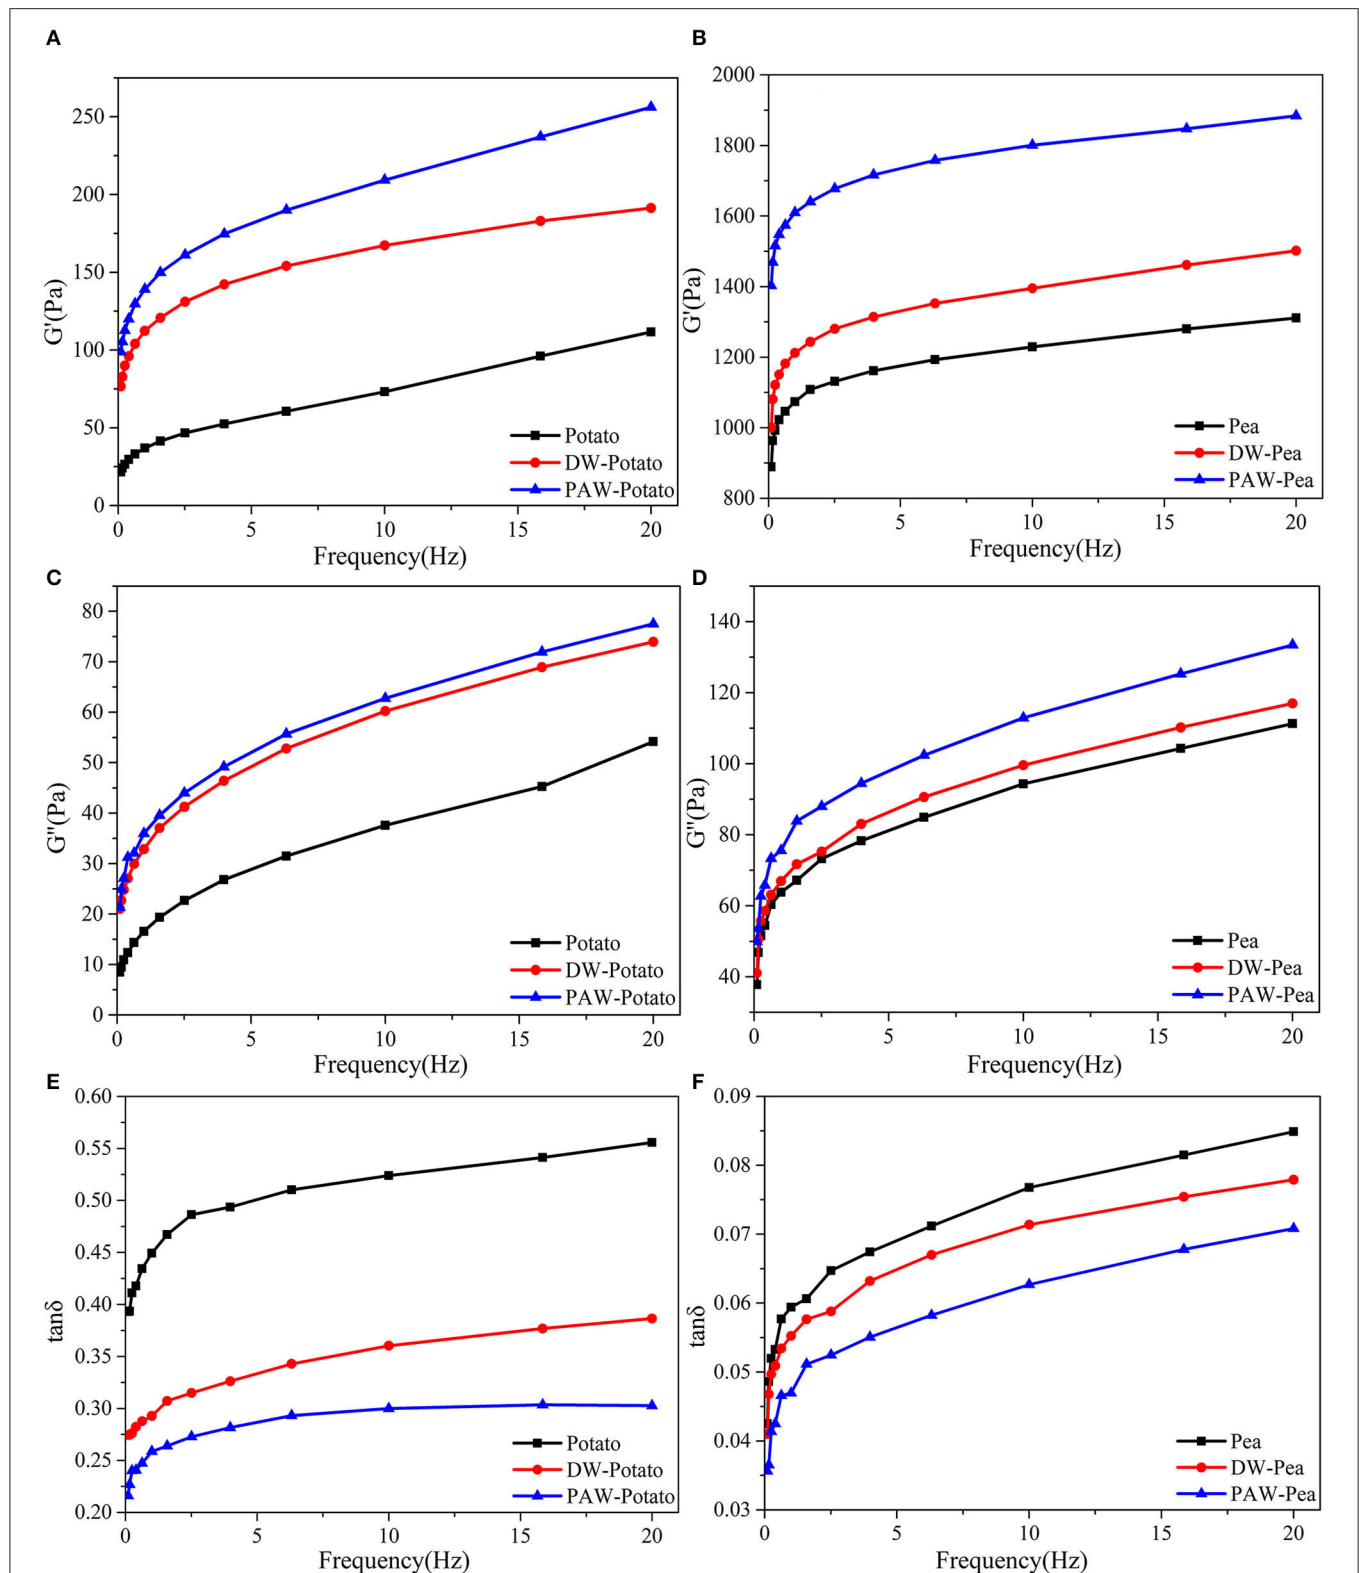 A
G'(Pa)
250
200
150
100
50
0
0 5 10 15 20
Frequency(Hz)
Potato
DW-Potato
PAW-Potato
B
G'(Pa)
2000
1800
1600
1400
1200
1000
800
0 5 10 15 20
Frequency(Hz)
Pea
DW-Pea
PAW-Pea
C
G"(Pa)
80
70
60
50
40
30
20
10
0
0 5 10 15 20
Frequency(Hz)
Potato
DW-Potato
PAW-Potato
D
G"(Pa)
140
120
100
80
60
40
0 5 10 15 20
Frequency(Hz)
Pea
DW-Pea
PAW-Pea
E
tanδ
0.60
0.55
0.50
0.45
0.40
0.35
0.30
0.25
0.20
0 5 10 15 20
Frequency(Hz)
Potato
DW-Potato
PAW-Potato
F
tanδ
0.09
0.08
0.07
0.06
0.05
0.04
0.03
0 5 10 15 20
Frequency(Hz)
Pea
DW-Pea
PAW-Pea